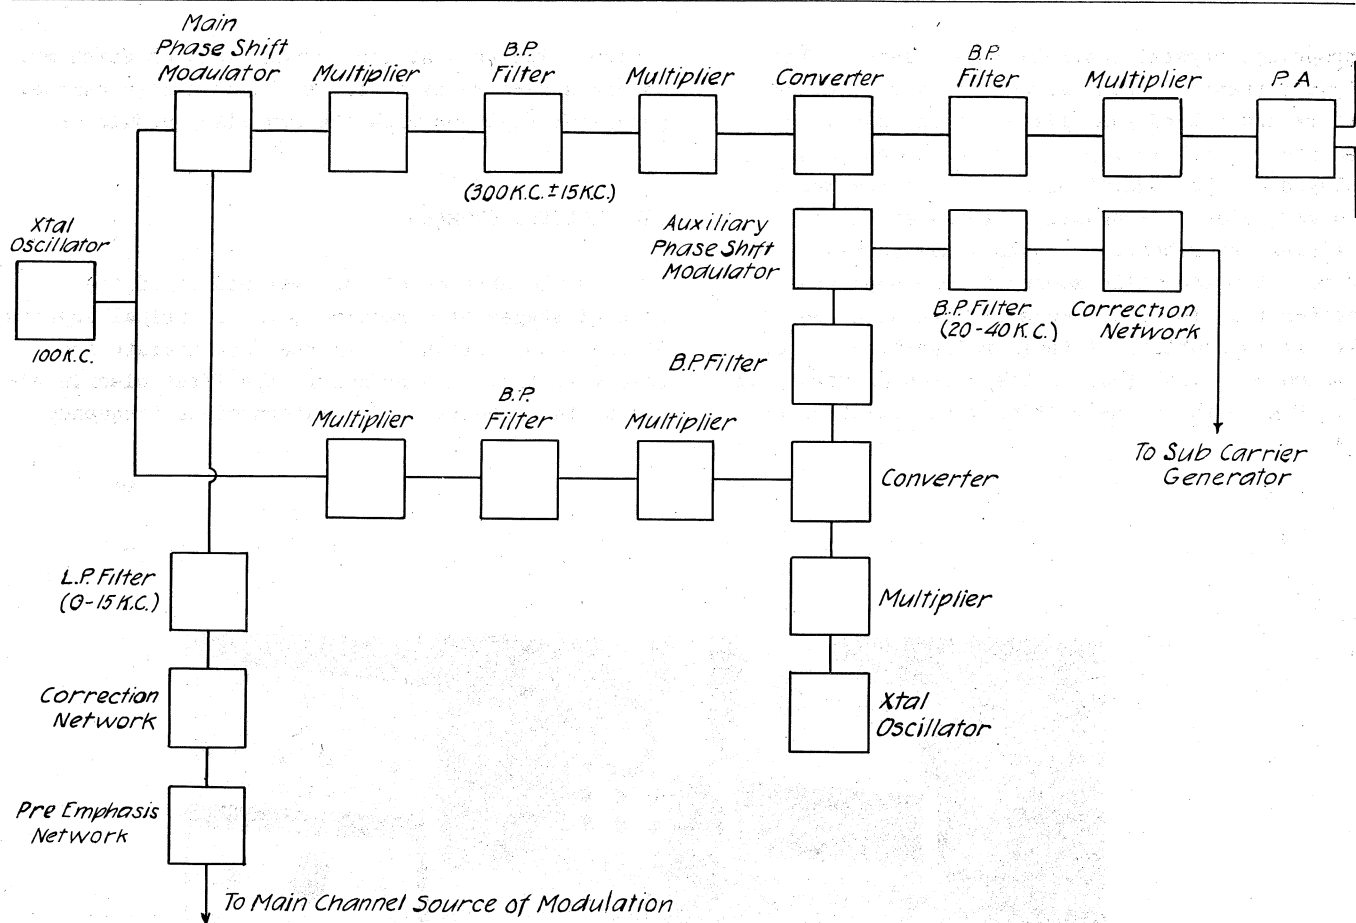 Main
Phase Shift
Modulator
Multiplier
B.P.
Filter
(300 K.C. ± 15 K.C.)
Multiplier
Converter
B.P.
Filter
Multiplier
P.A.
Xtal
Oscillator
100 K.C.
Auxiliary
Phase Shift
Modulator
B.P. Filter
(20-40 K.C.)
Correction
Network
To Sub Carrier
Generator
B.P. Filter
Multiplier
B.P.
Filter
Multiplier
Converter
L.P. Filter
(0-15 K.C.)
Multiplier
Correction
Network
Xtal
Oscillator
Pre Emphasis
Network
To Main Channel Source of Modulation